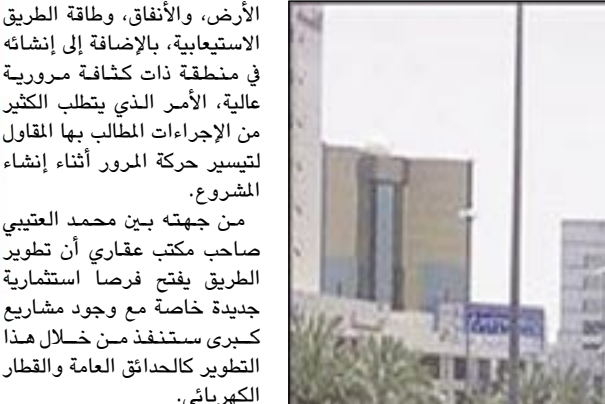 الأرض، والأنفاق، وطاقة الطريق
الاستيعابية، بالإضافة إلى إنشائه
في منطقة ذات كثافة مرورية
عالية، الأمر الذي يتطلب الكثير
من الإجراءات المطالب بها المقاول
لتيسير حركة المرور أثناء إنشاء
المشروع.
من جهته بين محمد العتيبي
صاحب مكتب عقاري أن تطوير
الطريق يفتح فرصا استثمارية
جديدة خاصة مع وجود مشاريع
كبرى ستنفذ من خلال هذا
التطوير كالحدائق العامة والقطار
الكهربائي.